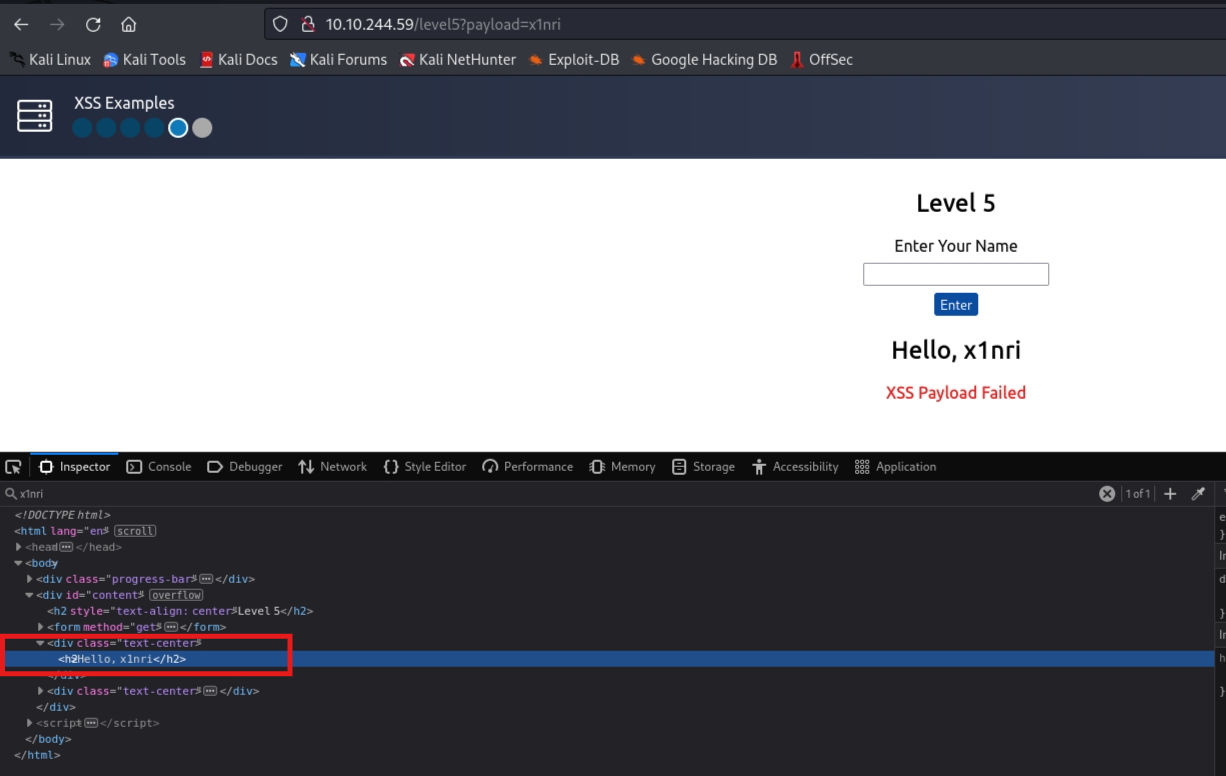 10.10.244.59/level5?payload=x1nri
Kali Linux Kali Tools Kali Docs Kali Forums Kali NetHunter Exploit-DB Google Hacking DB OffSec
XSS Examples
Level 5
Enter Your Name
Enter
Hello, x1nri
XSS Payload Failed
Inspector Console Debugger Network Style Editor Performance Memory Storage Accessibility Application
x1nri 1 of 1
<!DOCTYPE html>
<html lang="en"> scroll
<head> </head>
<body>
<div class="progress-bar"> </div>
<div id="content"> overflow
<h2 style="text-align: center">Level 5</h2>
<form method="get"> </form>
<div class="text-center">
<h2>Hello, x1nri</h2>
</div>
<div class="text-center"> </div>
</div>
<script> </script>
</body>
</html>